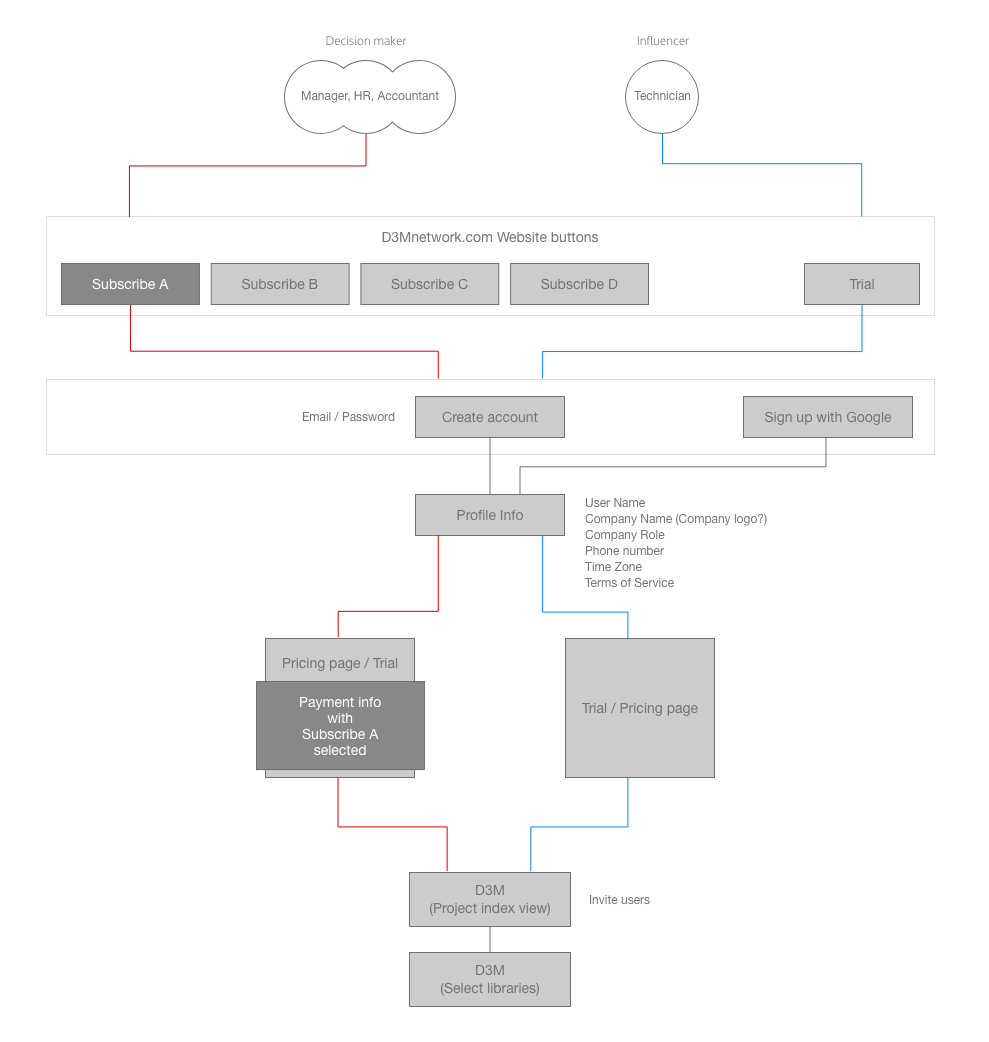 Decision maker
Influencer
Manager, HR, Accountant
Technician
D3Mnetwork.com Website buttons
Subscribe A
Subscribe B
Subscribe C
Subscribe D
Trial
Email / Password
Create account
Sign up with Google
Profile Info
User Name
Company Name (Company logo?)
Company Role
Phone number
Time Zone
Terms of Service
Pricing page / Trial
Payment info
with
Subscribe A
selected
Trial / Pricing page
D3M
(Project index view)
Invite users
D3M
(Select libraries)